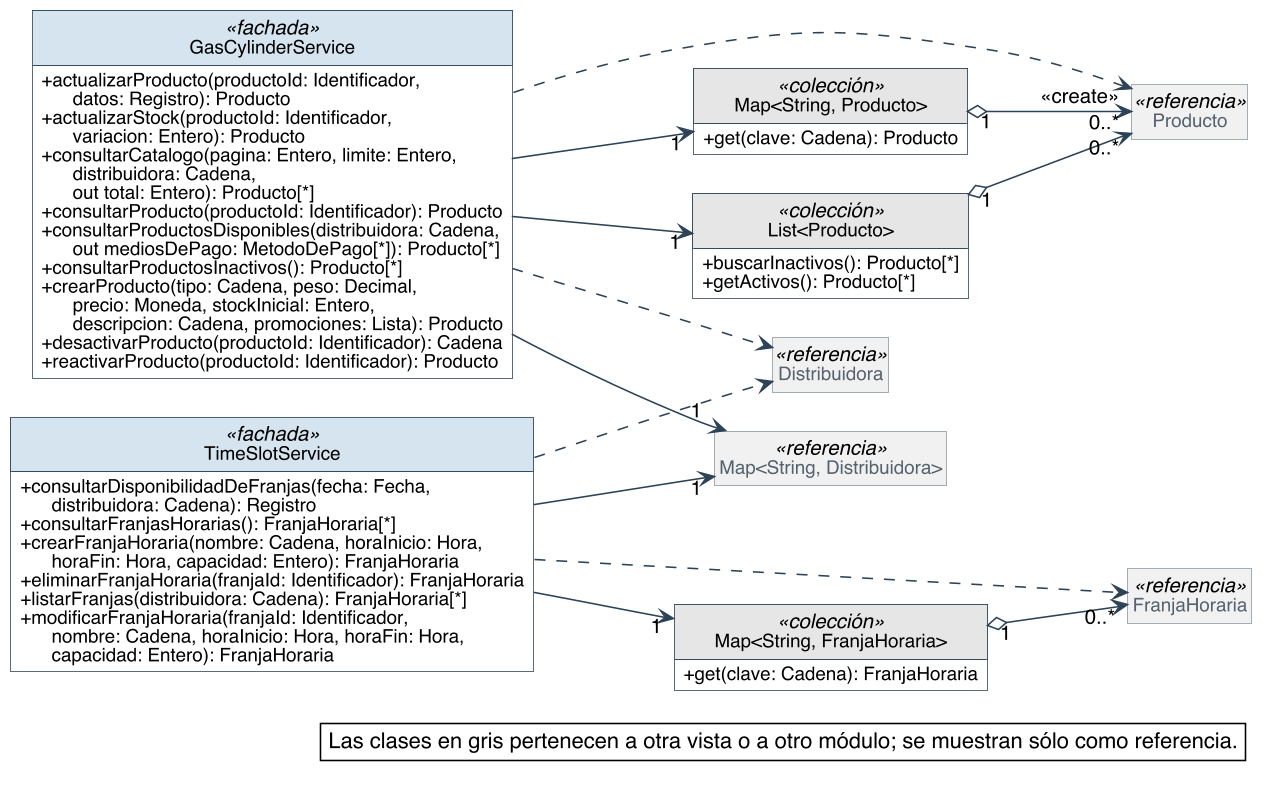 «fachada»
GasCylinderService
+actualizarProducto(productoId: Identificador,
datos: Registro): Producto
+actualizarStock(productoId: Identificador,
variacion: Entero): Producto
+consultarCatalogo(pagina: Entero, limite: Entero,
distribuidora: Cadena,
out total: Entero): Producto[*]
+consultarProducto(productoId: Identificador): Producto
+consultarProductosDisponibles(distribuidora: Cadena,
out mediosDePago: MetodoDePago[*]): Producto[*]
+consultarProductosInactivos(): Producto[*]
+crearProducto(tipo: Cadena, peso: Decimal,
precio: Moneda, stockInicial: Entero,
descripcion: Cadena, promociones: Lista): Producto
+desactivarProducto(productoId: Identificador): Cadena
+reactivarProducto(productoId: Identificador): Producto
«colección»
Map<String, Producto>
+get(clave: Cadena): Producto
1
1
«create»
0..*
«referencia»
Producto
«colección»
List<Producto>
+buscarInactivos(): Producto[*]
+getActivos(): Producto[*]
1
1
0..*
«referencia»
Distribuidora
1
«referencia»
Map<String, Distribuidora>
1
«fachada»
TimeSlotService
+consultarDisponibilidadDeFranjas(fecha: Fecha,
distribuidora: Cadena): Registro
+consultarFranjasHorarias(): FranjaHoraria[*]
+crearFranjaHoraria(nombre: Cadena, horaInicio: Hora,
horaFin: Hora, capacidad: Entero): FranjaHoraria
+eliminarFranjaHoraria(franjaId: Identificador): FranjaHoraria
+listarFranjas(distribuidora: Cadena): FranjaHoraria[*]
+modificarFranjaHoraria(franjaId: Identificador,
nombre: Cadena, horaInicio: Hora, horaFin: Hora,
capacidad: Entero): FranjaHoraria
«colección»
Map<String, FranjaHoraria>
+get(clave: Cadena): FranjaHoraria
1
1
0..*
«referencia»
FranjaHoraria
Las clases en gris pertenecen a otra vista o a otro módulo; se muestran sólo como referencia.